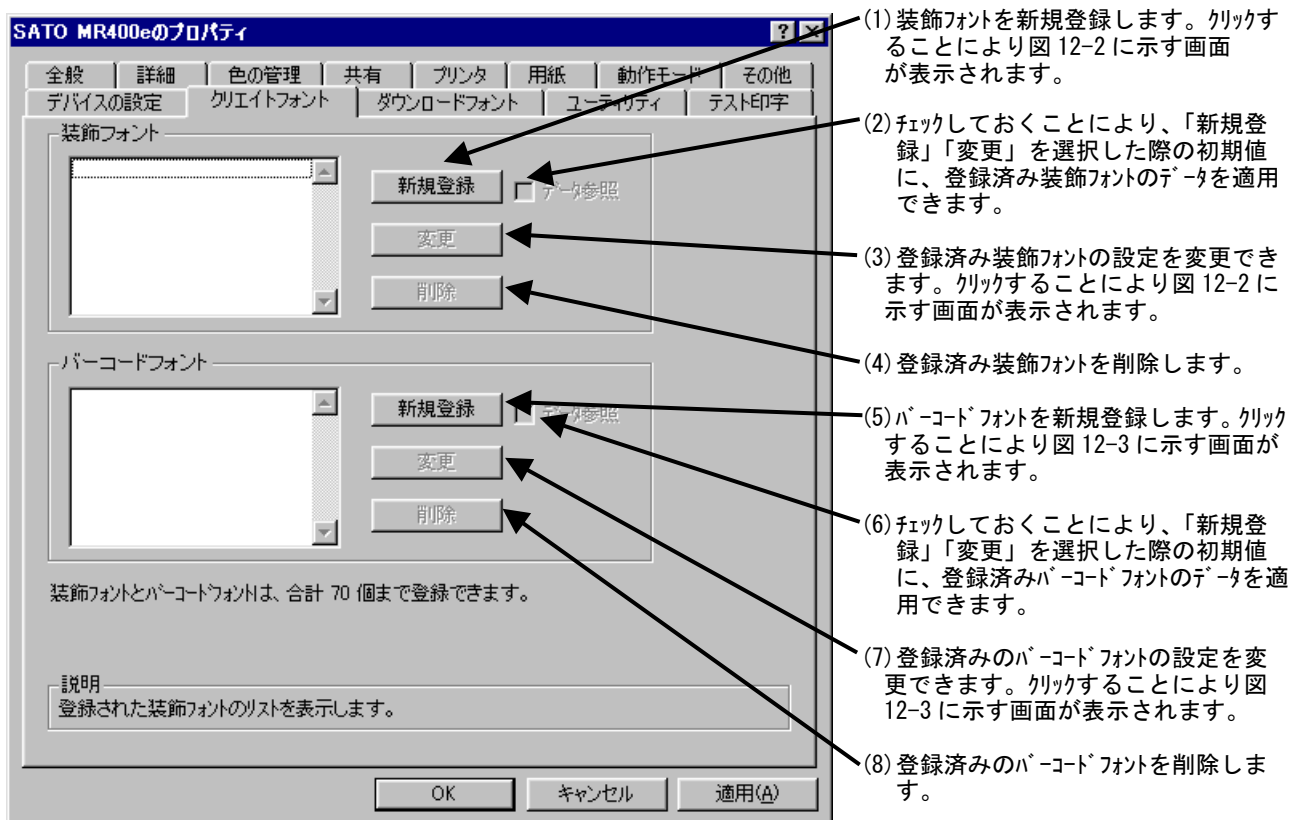 SATO MR400eのプロパティ
全般 詳細 色の管理 共有 プリンタ 用紙 動作モード その他
デバイスの設定 クリエイトフォント ダウンロードフォント ユーティリティ テスト印字
装飾フォント
新規登録 データ参照
変更
削除
バーコードフォント
新規登録 データ参照
変更
削除
装飾ﾌｫﾝﾄとﾊﾞｰｺｰﾄﾞﾌｫﾝﾄは、合計 70 個まで登録できます。
説明
登録された装飾ﾌｫﾝﾄのﾘｽﾄを表示します。
OK キャンセル 適用(A)
(1) 装飾ﾌｫﾝﾄを新規登録します。ｸﾘｯｸす
ることにより図 12-2 に示す画面
が表示されます。
(2) ﾁｪｯｸしておくことにより、「新規登
録」「変更」を選択した際の初期値
に、登録済み装飾ﾌｫﾝﾄのﾃﾞｰﾀを適用
できます。
(3) 登録済み装飾ﾌｫﾝﾄの設定を変更でき
ます。ｸﾘｯｸすることにより図 12-2 に
示す画面が表示されます。
(4) 登録済み装飾ﾌｫﾝﾄを削除します。
(5) ﾊﾞｰｺｰﾄﾞﾌｫﾝﾄを新規登録します。ｸﾘｯｸ
することにより図 12-3 に示す画面が
表示されます。
(6) ﾁｪｯｸしておくことにより、「新規登
録」「変更」を選択した際の初期値
に、登録済みﾊﾞｰｺｰﾄﾞﾌｫﾝﾄのﾃﾞｰﾀを適
用できます。
(7) 登録済みのﾊﾞｰｺｰﾄﾞﾌｫﾝﾄの設定を変
更できます。ｸﾘｯｸすることにより図
12-3 に示す画面が表示されます。
(8) 登録済みのﾊﾞｰｺｰﾄﾞﾌｫﾝﾄを削除しま
す。